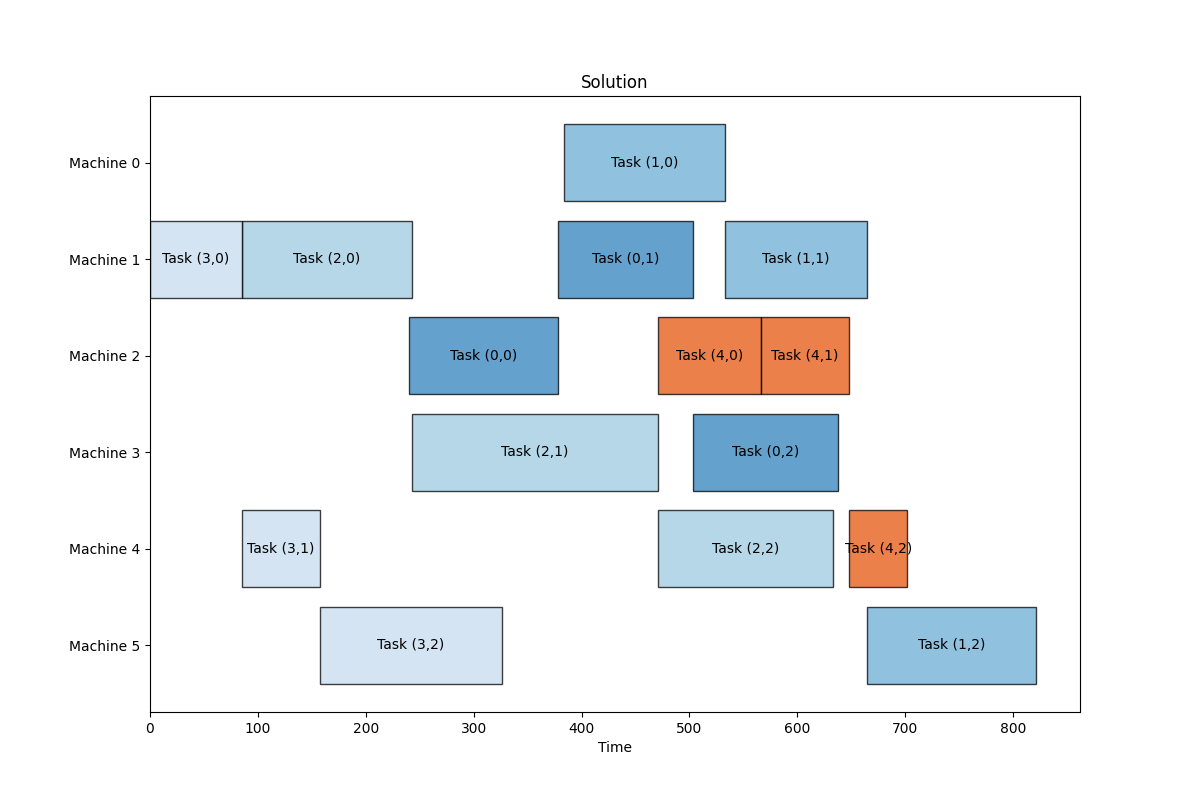 Solution
Machine 0
Task (1,0)
Machine 1
Task (3,0)
Task (2,0)
Task (0,1)
Task (1,1)
Machine 2
Task (0,0)
Task (4,0)
Task (4,1)
Machine 3
Task (2,1)
Task (0,2)
Machine 4
Task (3,1)
Task (2,2)
Task (4,2)
Machine 5
Task (3,2)
Task (1,2)
0 100 200 300 400 500 600 700 800
Time